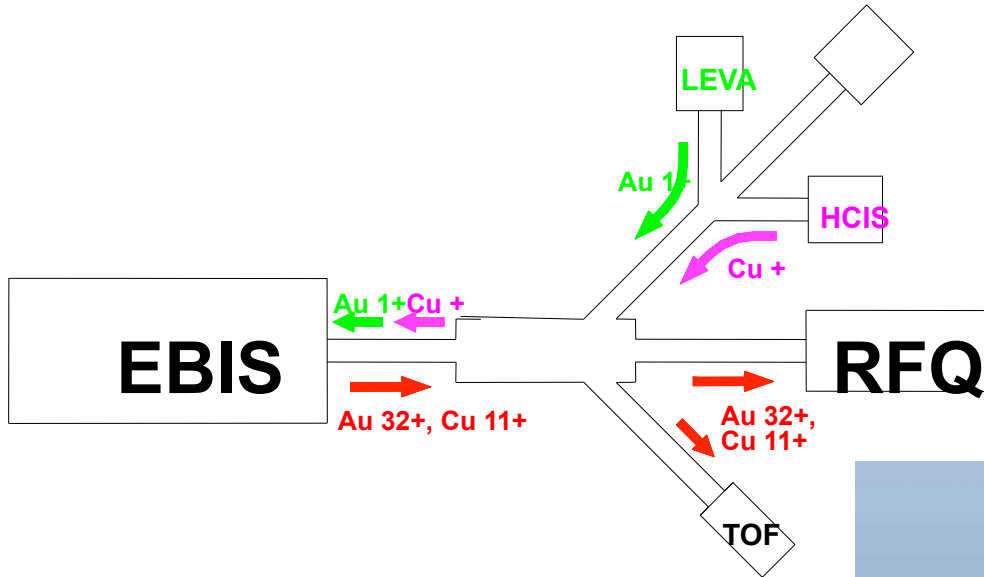 LEVA
Au 1+
HCIS
Cu +
Au 1+Cu +
EBIS
RFQ
Au 32+, Cu 11+
Au 32+,
Cu 11+
TOF